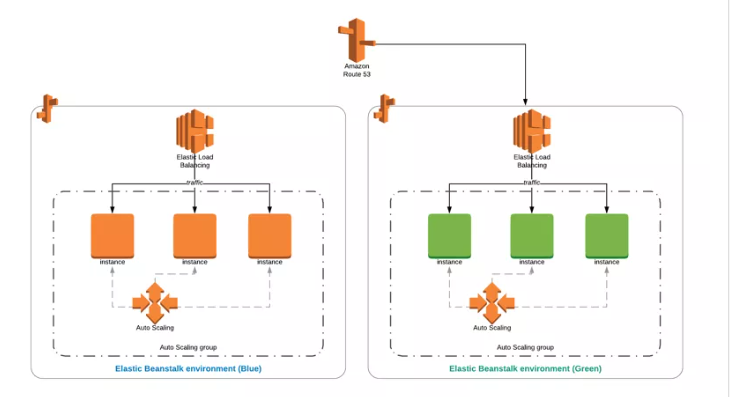 Amazon
Route 53
Elastic Load
Balancing
traffic
instance
instance
instance
Auto Scaling
Auto Scaling group
Elastic Beanstalk environment (Blue)
Elastic Load
Balancing
traffic
instance
instance
instance
Auto Scaling
Auto Scaling group
Elastic Beanstalk environment (Green)